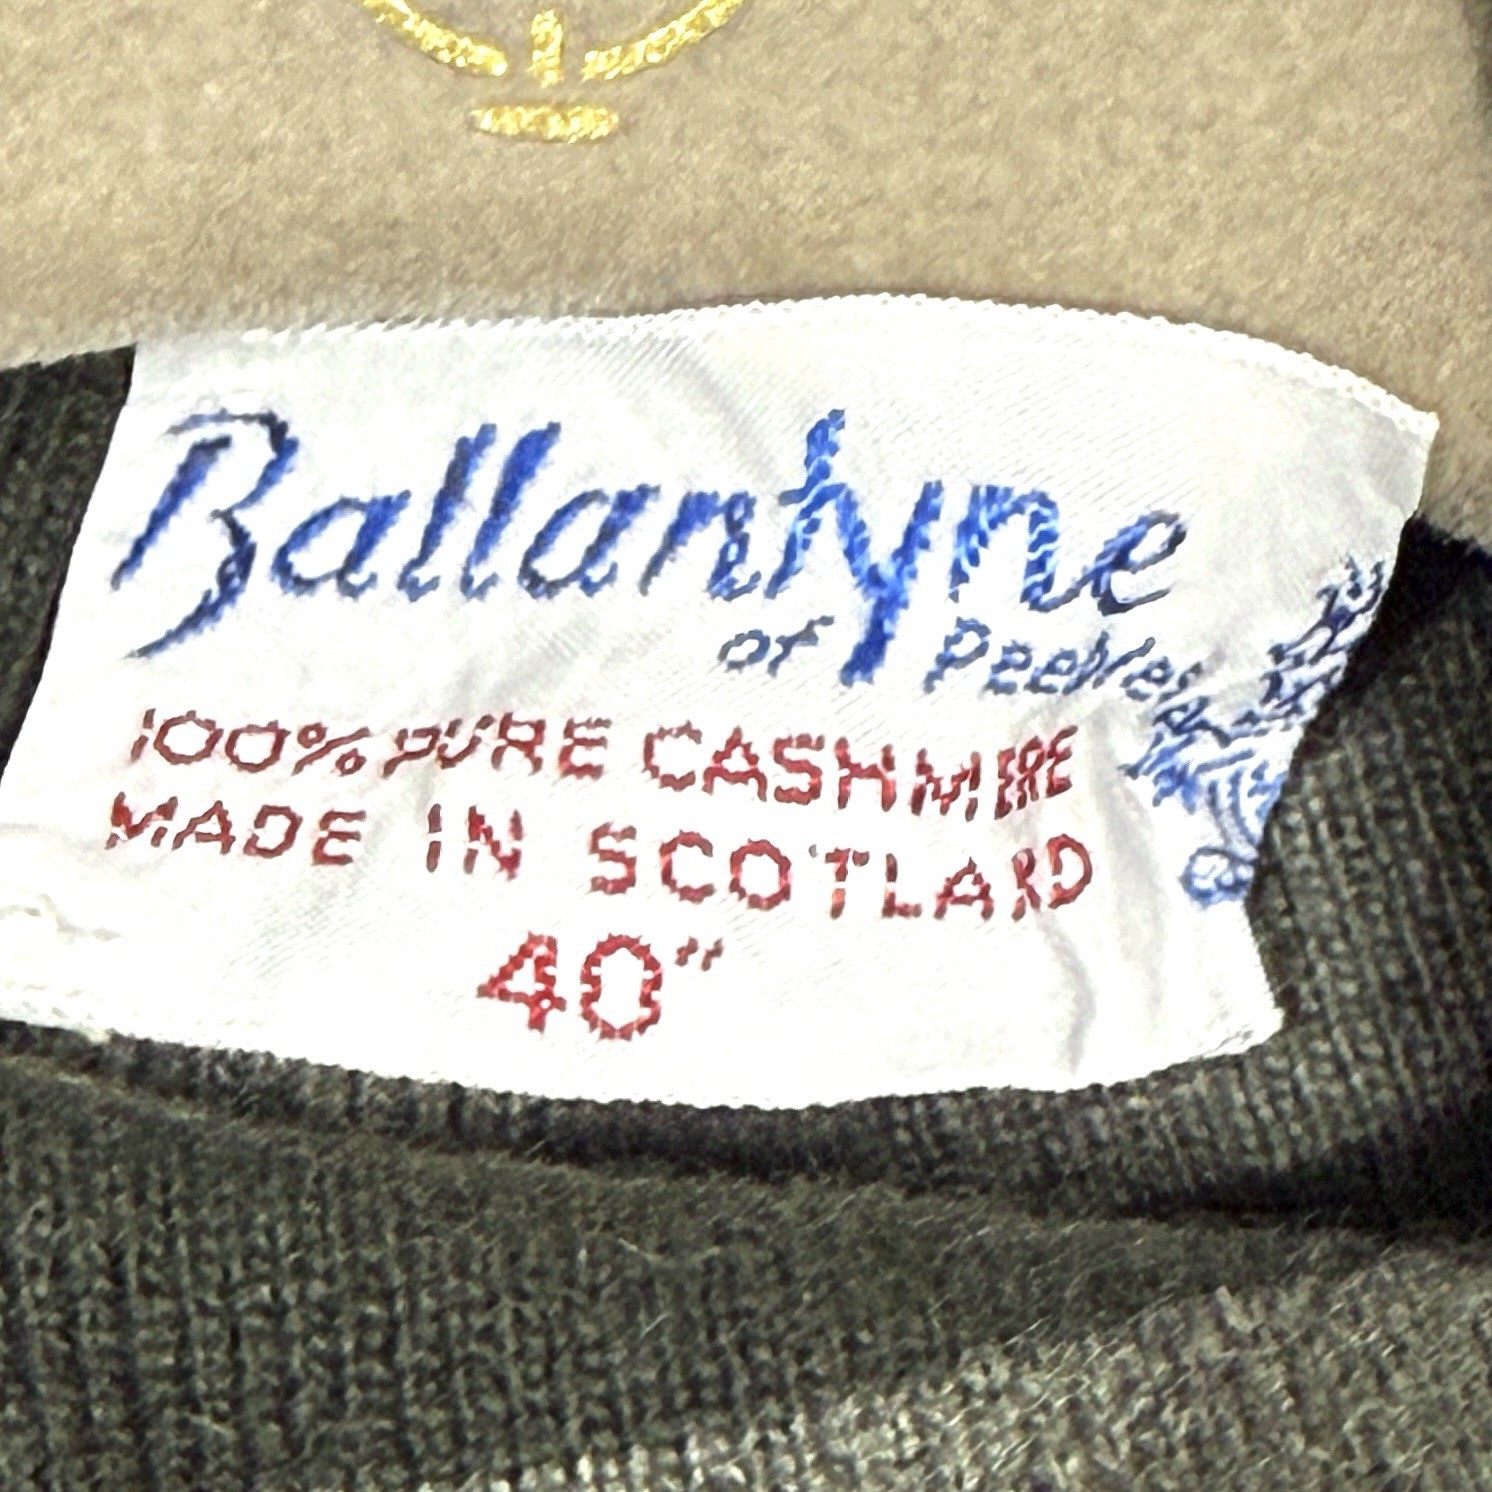 Ballantyne
of Peebles
100% PURE CASHMERE
MADE IN SCOTLAND
40"